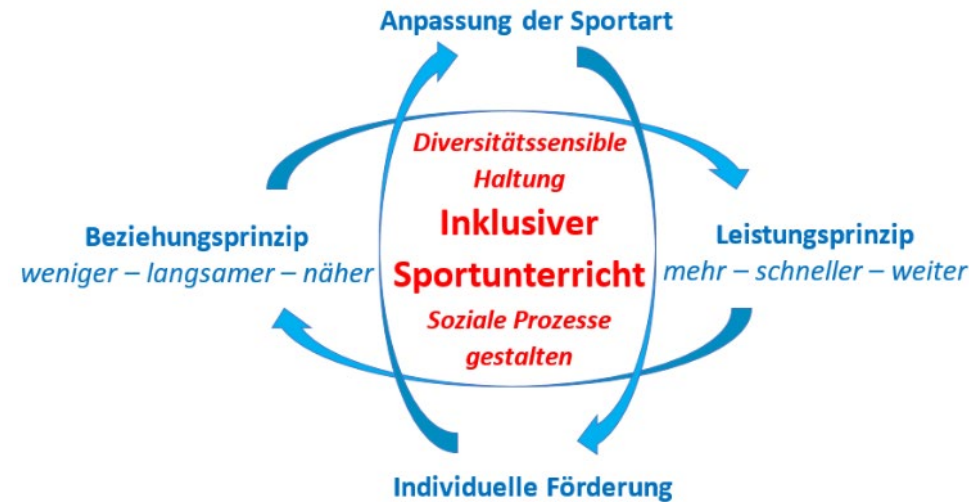 Anpassung der Sportart
Diversitätssensible
Haltung
Inklusiver
Sportunterricht
Soziale Prozesse
gestalten
Beziehungsprinzip
weniger – langsamer – näher
Leistungsprinzip
mehr – schneller – weiter
Individuelle Förderung